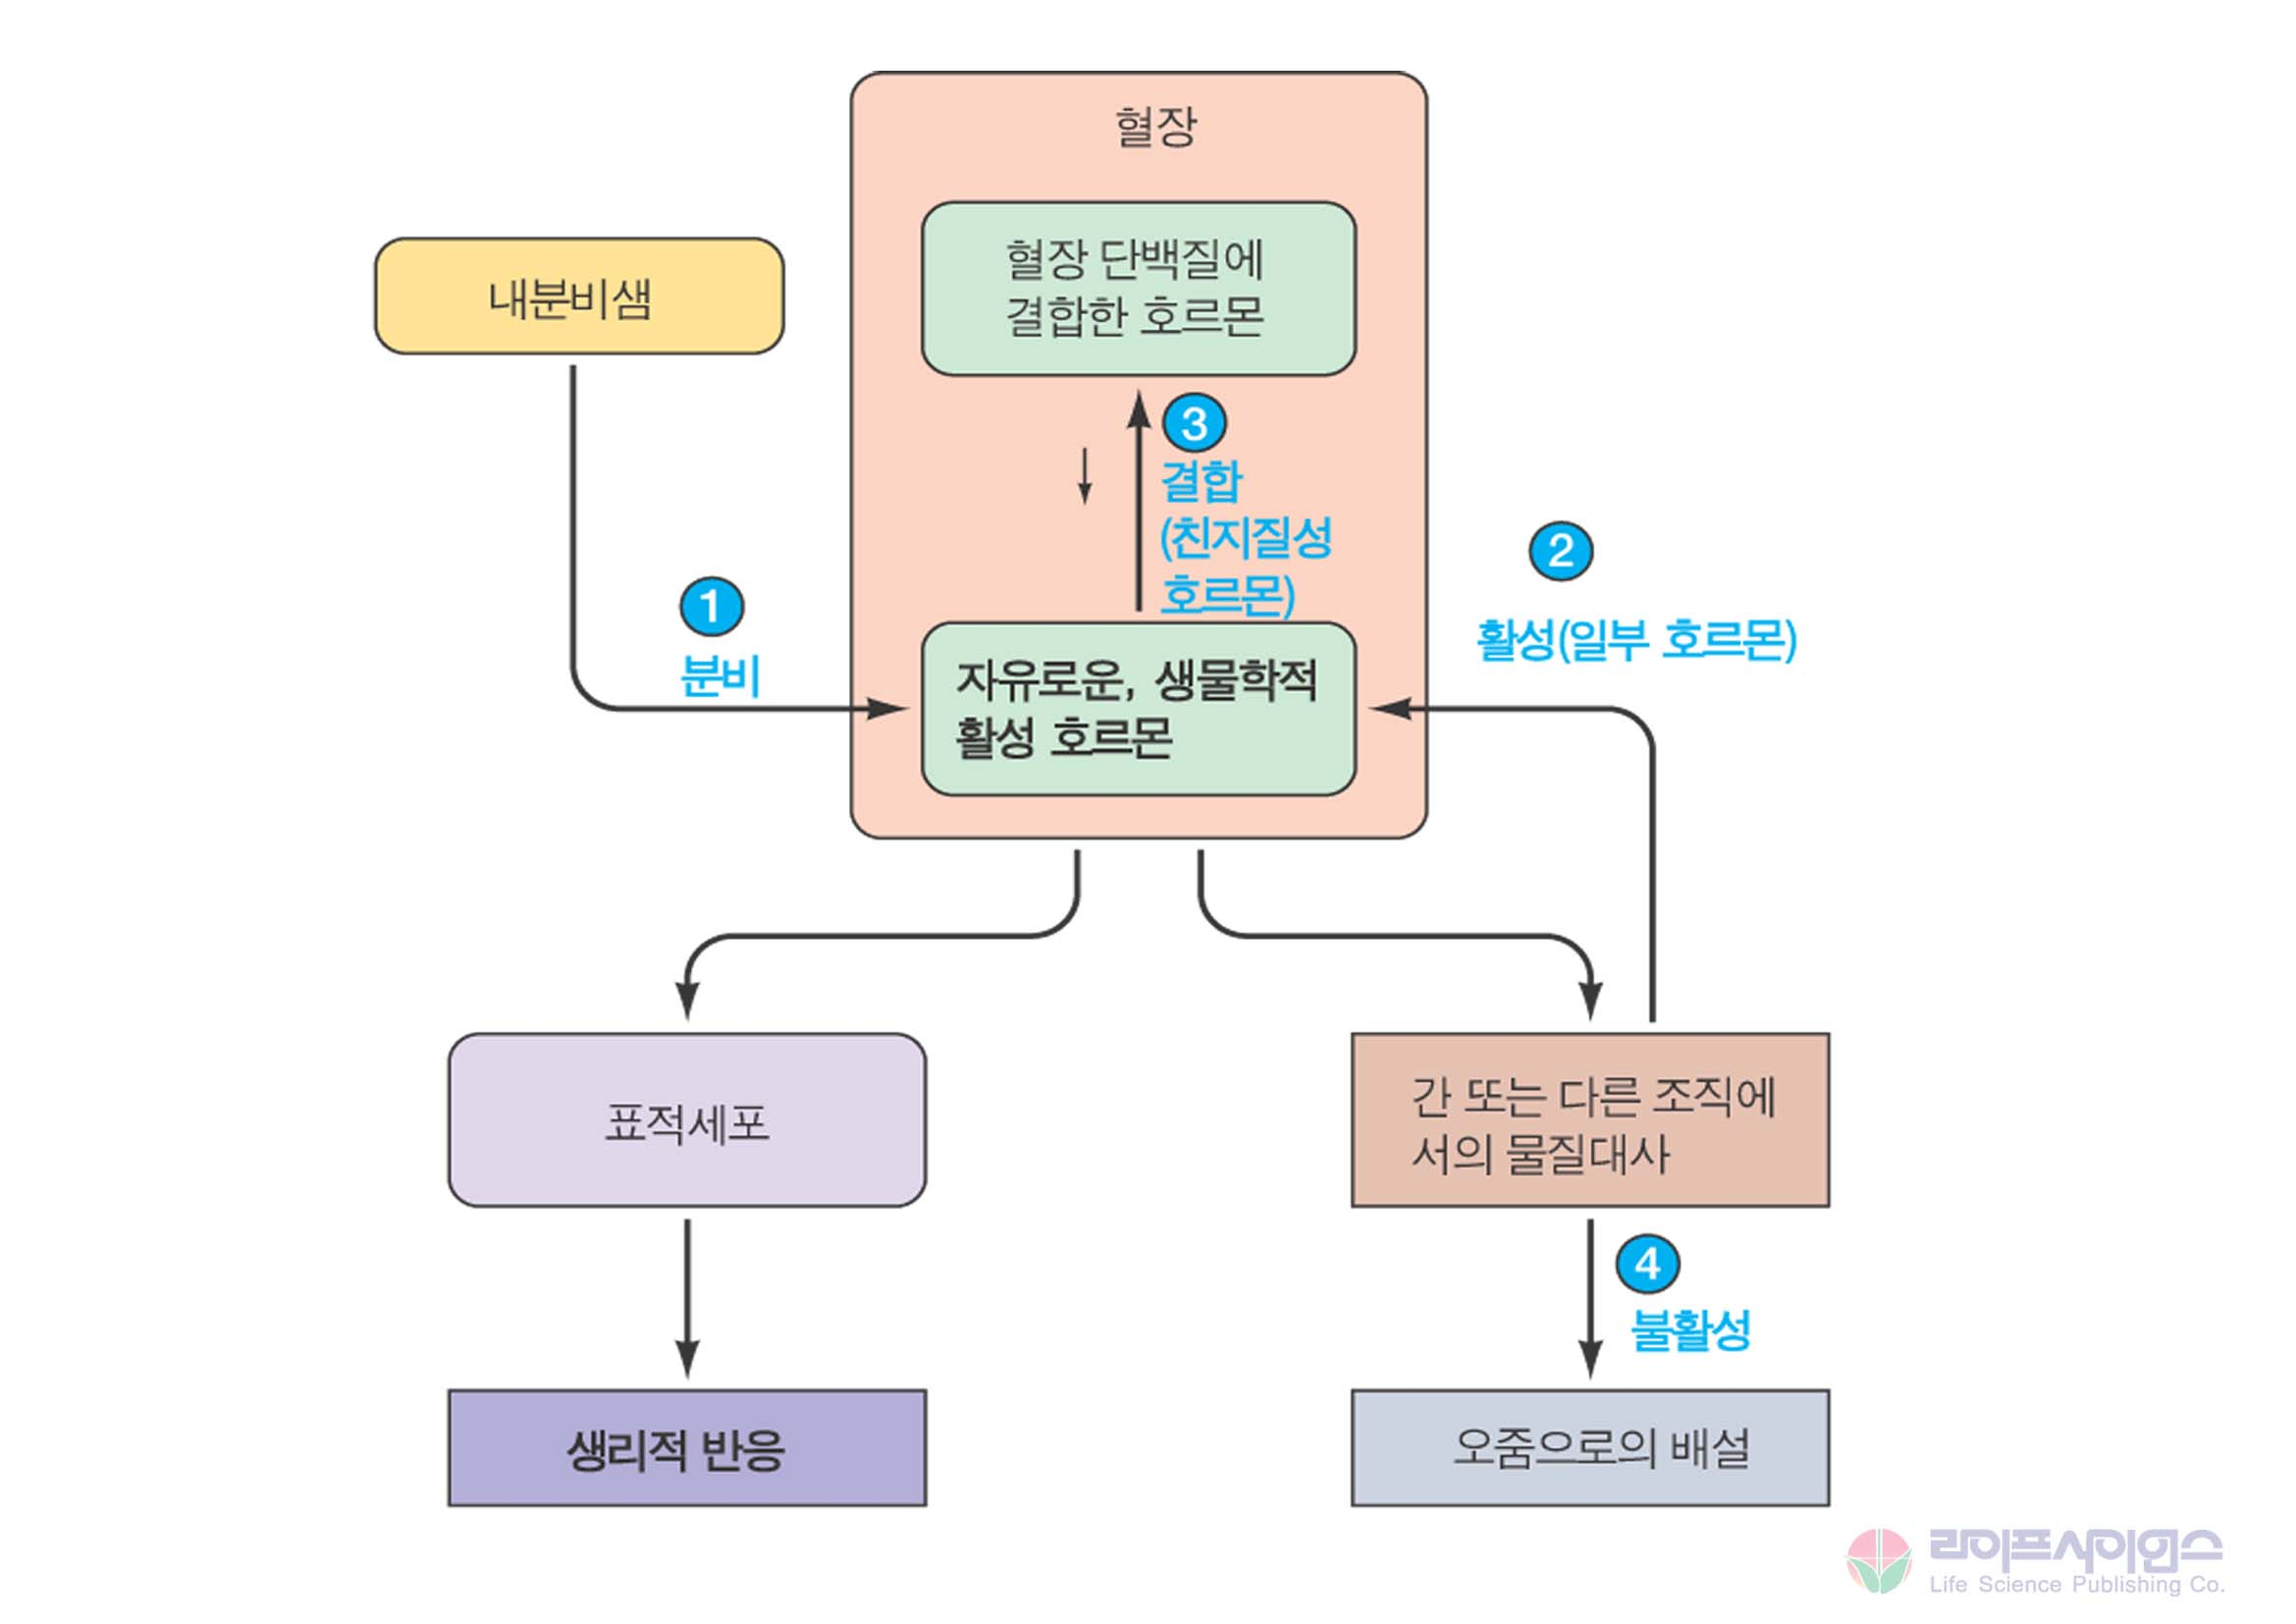 혈장
혈장 단백질에
결합한 호르몬
내분비샘
3
결합
(친지질성
호르몬)
2
활성(일부 호르몬)
1
분비
자유로운, 생물학적
활성 호르몬
표적세포
간 또는 다른 조직에
서의 물질대사
4
불활성
생리적 반응
오줌으로의 배설
라이프사이언스
Life Science Publishing Co.